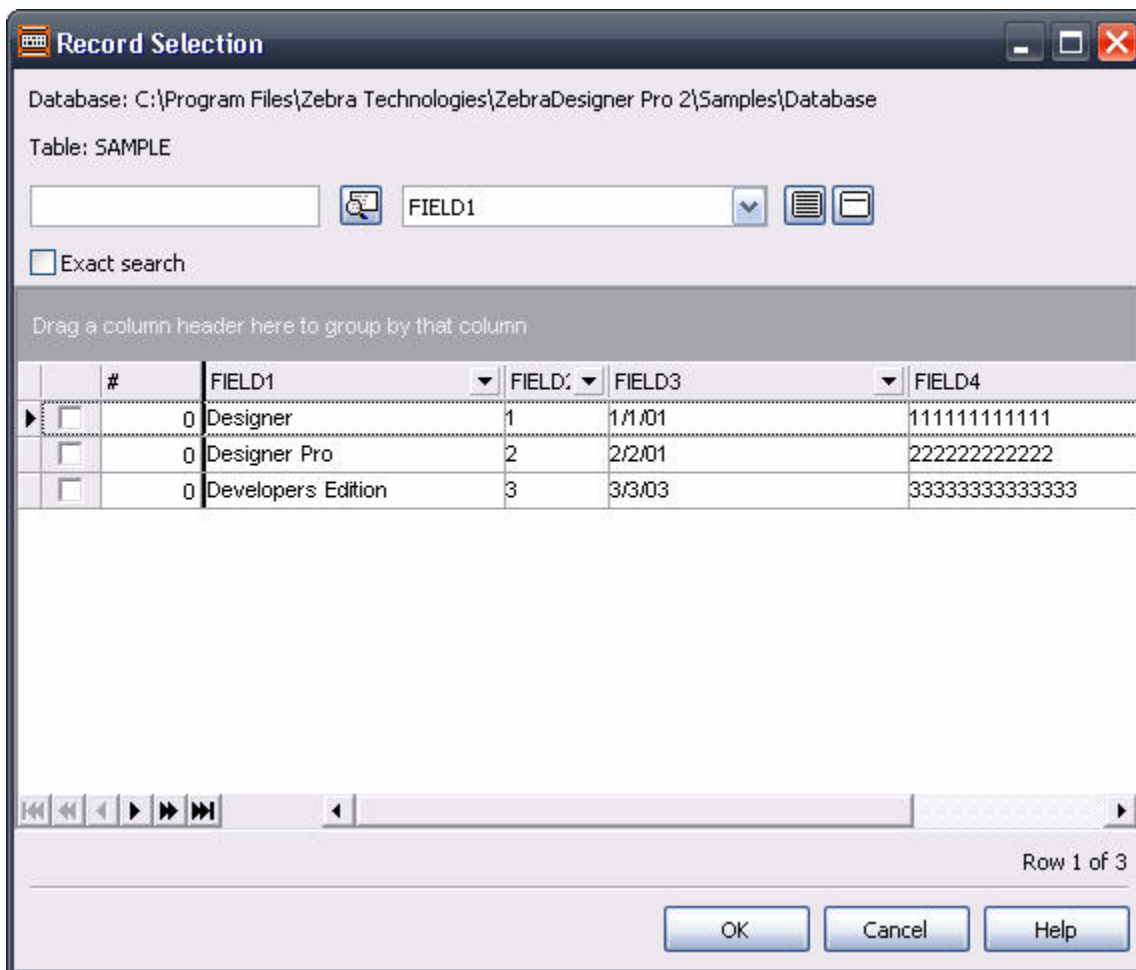 Record Selection
Database: C:\Program Files\Zebra Technologies\ZebraDesigner Pro 2\Samples\Database
Table: SAMPLE
FIELD1
Exact search
Drag a column header here to group by that column
# FIELD1 FIELD2 FIELD3 FIELD4
0 Designer 1 1/1/01 111111111111
0 Designer Pro 2 2/2/01 222222222222
0 Developers Edition 3 3/3/03 33333333333333
Row 1 of 3
OK Cancel Help